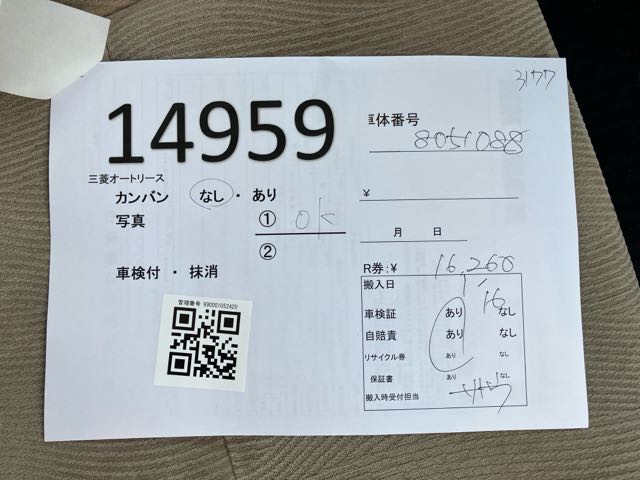 3177
14959
車体番号
8051088
三菱オートリース
カンバン なし・あり
¥
写真 ① ok
②
月 日
車検付・抹消
R券:¥ 16,260
搬入日 1/16
車検証 あり なし
自賠責 あり なし
リサイクル券 あり なし
保証書 あり なし
搬入時受付担当
管理番号 990001052420